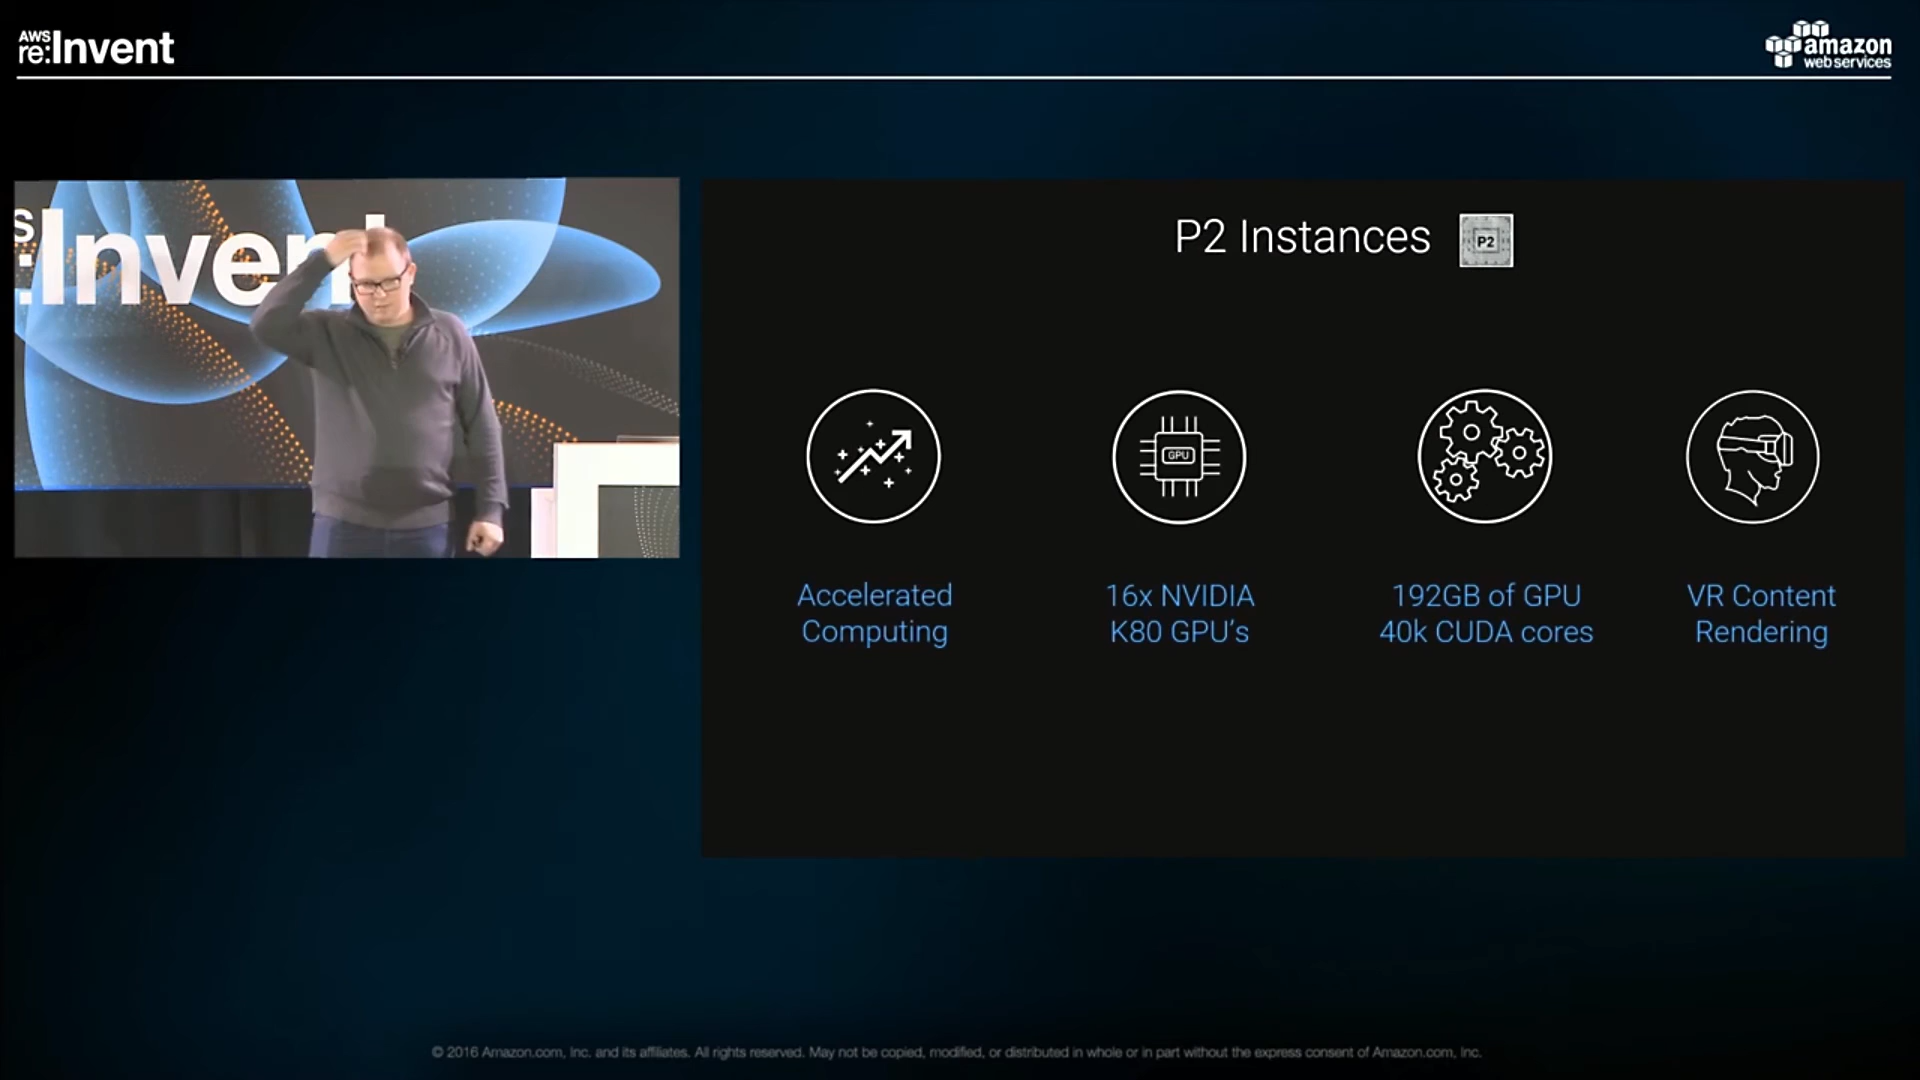 AWS
re:Invent
amazon
web services
S
:Invent
P2 Instances
P2
GPU
Accelerated
Computing
16x NVIDIA
K80 GPU's
192GB of GPU
40k CUDA cores
VR Content
Rendering
© 2016 Amazon.com, Inc. and its affiliates. All rights reserved. May not be copied, modified, or distributed in whole or in part without the express consent of Amazon.com, Inc.